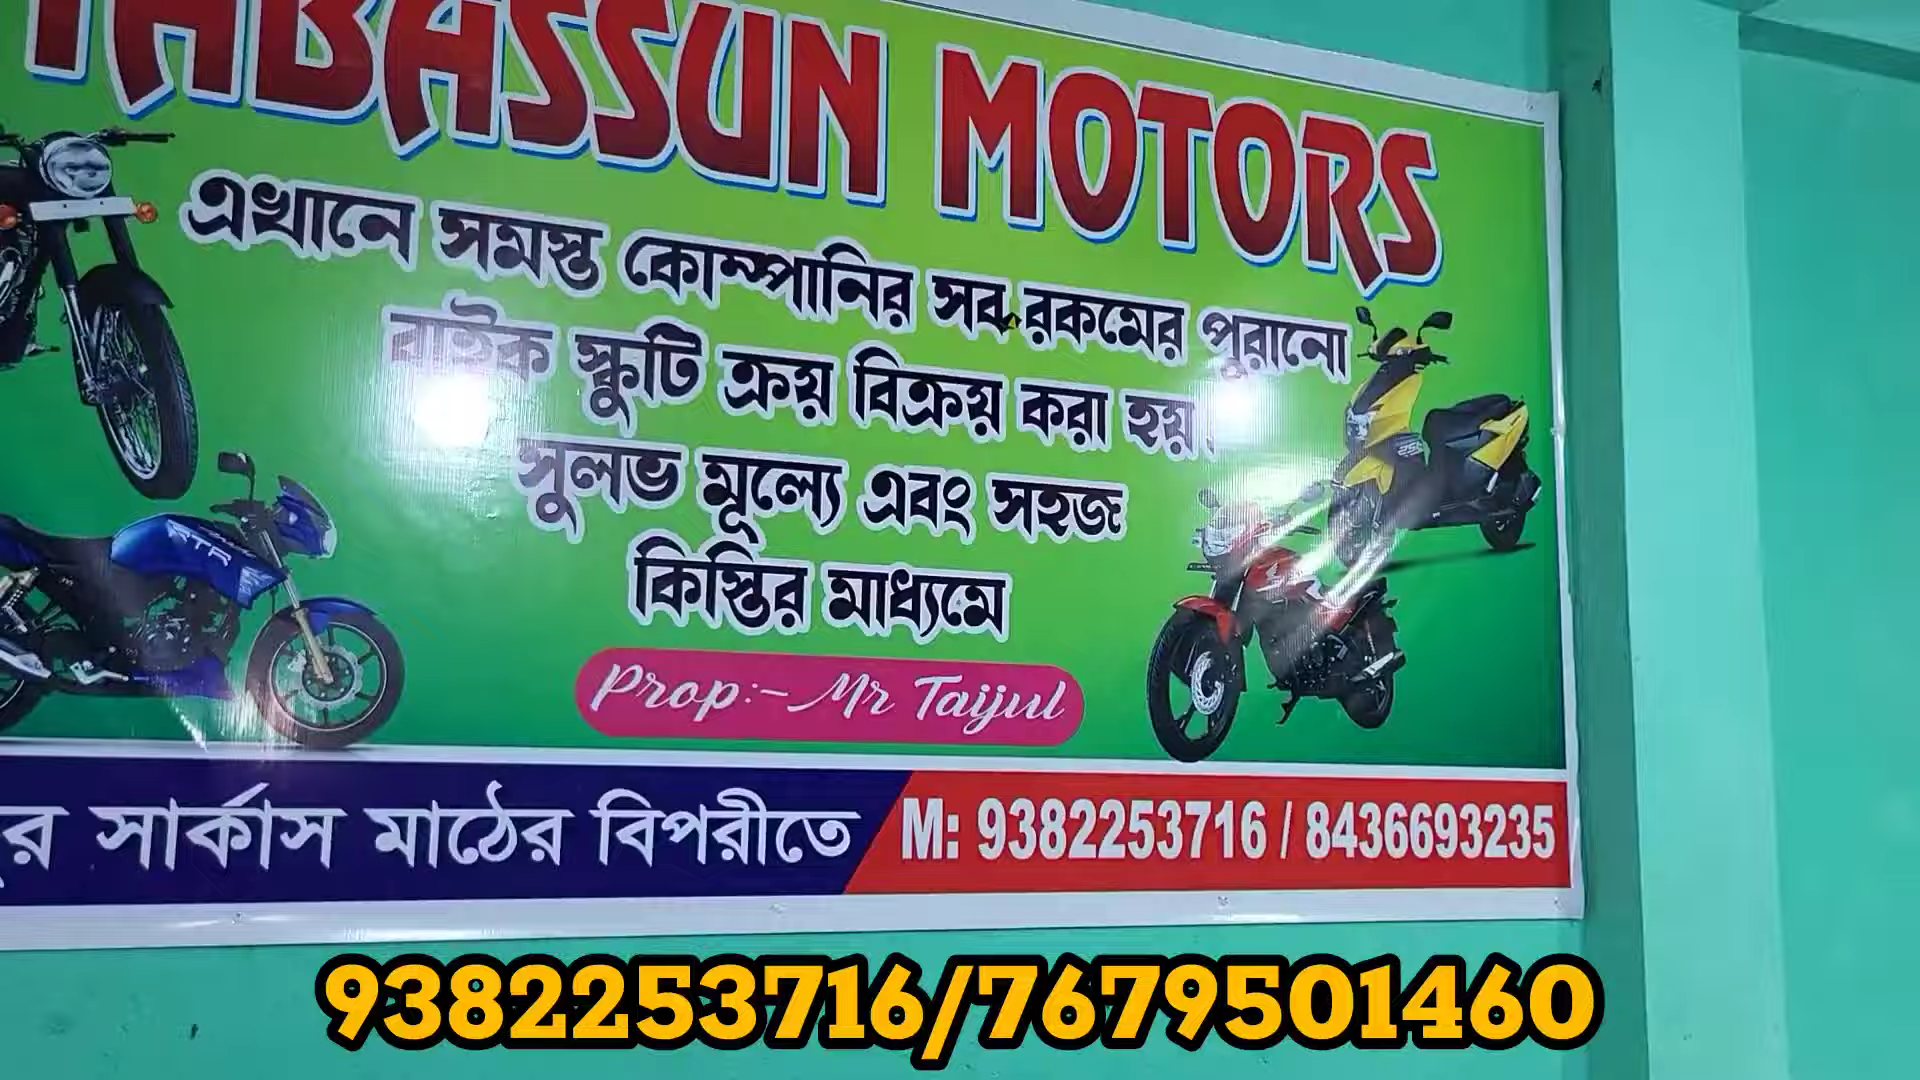 TABASSUN MOTORS
এখানে সমস্ত কোম্পানির সব রকমের পুরানো
বাইক স্কুটি ক্রয় বিক্রয় করা হয়।
সুলভ মূল্যে এবং সহজ
কিস্তির মাধ্যমে
Prop:- Mr Taijul
সার্কাস মাঠের বিপরীতে M: 9382253716 / 8436693235
9382253716/7679501460